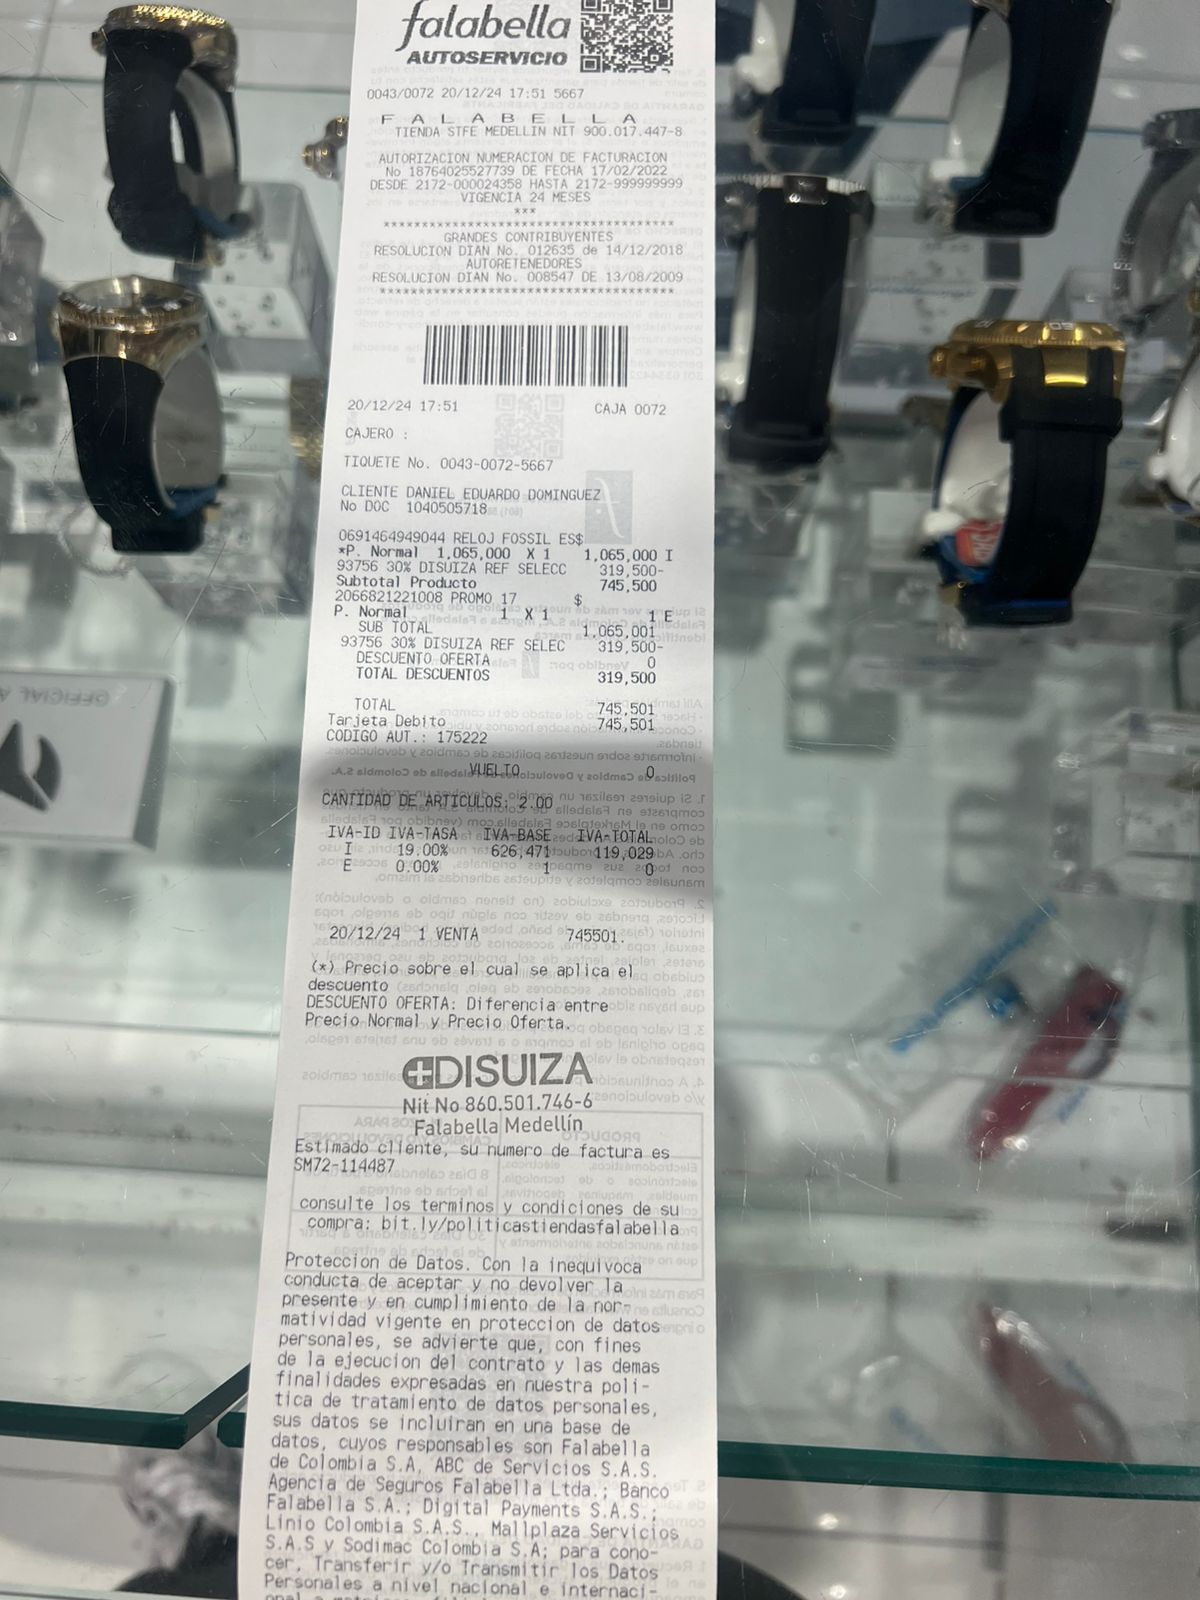 falabella
AUTOSERVICIO
0043/0072 20/12/24 17:51 5667
F A L A B E L L A
TIENDA STFE MEDELLIN NIT 900.017.447-8
AUTORIZACION NUMERACION DE FACTURACION
No 18764025527739 DE FECHA 17/02/2022
DESDE 2172-000024358 HASTA 2172-999999999
VIGENCIA 24 MESES
***
****************************************
GRANDES CONTRIBUYENTES
RESOLUCION DIAN No. 012635 de 14/12/2018
AUTORETENEDORES
RESOLUCION DIAN No. 008547 DE 13/08/2009
****************************************
20/12/24 17:51 CAJA 0072
CAJERO :
TIQUETE No. 0043-0072-5667
CLIENTE DANIEL EDUARDO DOMINGUEZ
No DOC 1040505718
0691464949044 RELOJ FOSSIL ES$
*P. Normal 1,065,000 X 1 1,065,000 I
93756 30% DISUIZA REF SELECC 319,500-
Subtotal Producto 745,500
2066821221008 PROMO 17 $
P. Normal 1 X 1 1 E
SUB TOTAL 1,065,001
93756 30% DISUIZA REF SELEC 319,500-
DESCUENTO OFERTA 0
TOTAL DESCUENTOS 319,500
TOTAL 745,501
Tarjeta Debito 745,501
CODIGO AUT.: 175222
VUELTO 0
CANTIDAD DE ARTICULOS: 2.00
IVA-ID IVA-TASA IVA-BASE IVA-TOTAL
I 19.00% 626,471 119,029
E 0.00% 1 0
20/12/24 1 VENTA 745501.
(*) Precio sobre el cual se aplica el
descuento
DESCUENTO OFERTA: Diferencia entre
Precio Normal y Precio Oferta.
DISUIZA
Nit No 860.501.746-6
Falabella Medellín
Estimado cliente, su numero de factura es
SM72-114487
consulte los terminos y condiciones de su
compra: bit.ly/politicastiendasfalabella
Proteccion de Datos. Con la inequivoca
conducta de aceptar y no devolver la
presente y en cumplimiento de la nor-
matividad vigente en proteccion de datos
personales, se advierte que, con fines
de la ejecucion del contrato y las demas
finalidades expresadas en nuestra poli-
tica de tratamiento de datos personales,
sus datos se incluiran en una base de
datos, cuyos responsables son Falabella
de Colombia S.A, ABC de Servicios S.A.S.
Agencia de Seguros Falabella Ltda.; Banco
Falabella S.A.; Digital Payments S.A.S.;
Linio Colombia S.A.S., Mallplaza Servicios
S.A.S y Sodimac Colombia S.A; para cono-
cer, Transferir y/o Transmitir los Datos
Personales a nivel nacional e internaci-